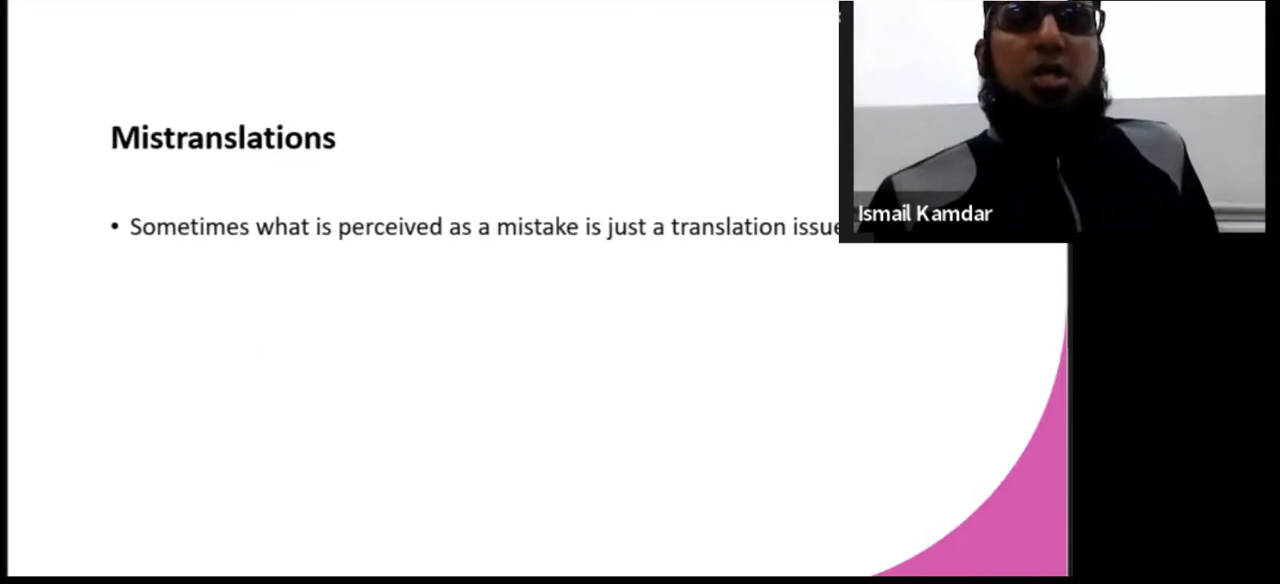 Mistranslations
• Sometimes what is perceived as a mistake is just a translation issue
Ismail Kamdar